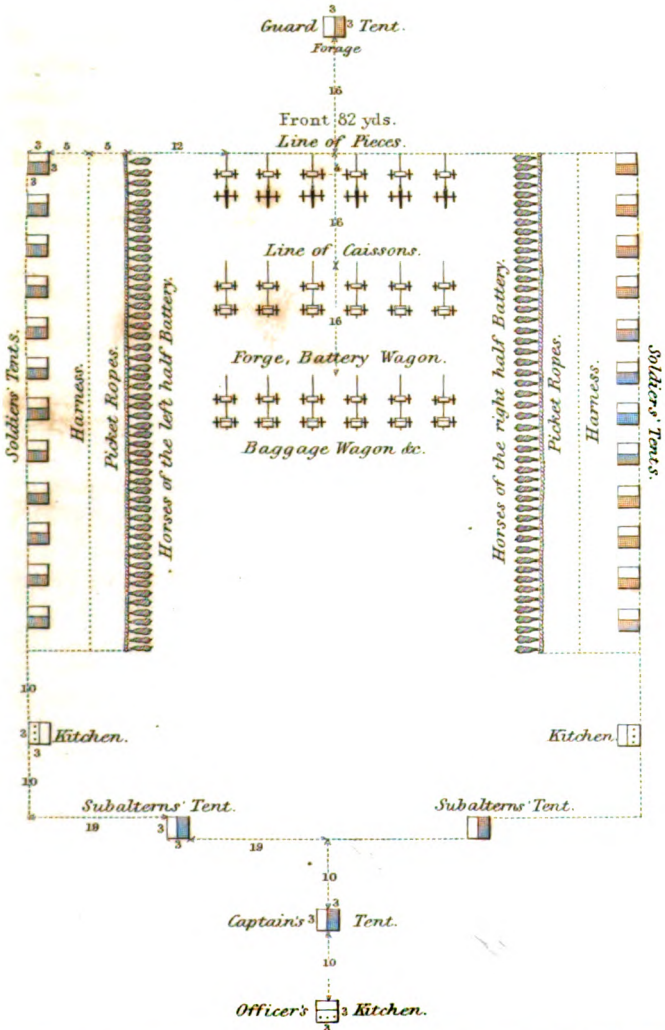 3
Guard 3 Tent.
Forage
16
Front 82 yds.
Line of Pieces.
3 5 5 12
3
16
Line of Caissons.
16
Forge, Battery Wagon.
Baggage Wagon &c.
Soldiers' Tents.
Harness.
Picket Ropes.
Horses of the left half Battery.
Horses of the right half Battery.
Picket Ropes.
Harness.
Soldiers' Tents.
10
3 Kitchen.
3
Kitchen.
10
Subalterns' Tent.
3
3
Subalterns' Tent.
19
19
10
3
Captain's 3 Tent.
10
Officer's 3 Kitchen.
3